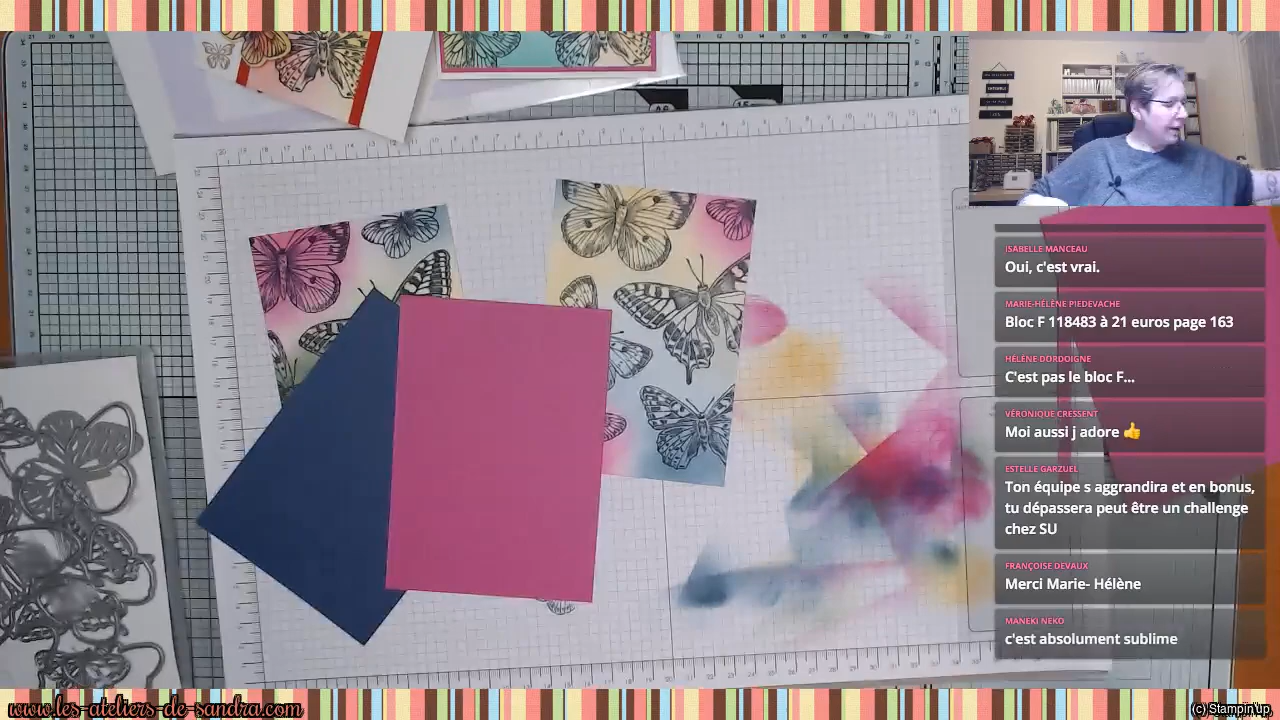 ISABELLE MANCEAU
Oui, c'est vrai.
MARIE-HÉLÈNE PIEDEVACHE
Bloc F 118483 à 21 euros page 163
HÉLÈNE DORDOIGNE
C'est pas le bloc F...
VÉRONIQUE CRESSENT
Moi aussi j adore 👍
ESTELLE GARZUEL
Ton équipe s aggrandira et en bonus,
tu dépassera peut être un challenge
chez SU
FRANÇOISE DEVAUX
Merci Marie- Hélène
MANEKI NEKO
c'est absolument sublime
www.les-ateliers-de-sandra.com
(c) Stampin'up